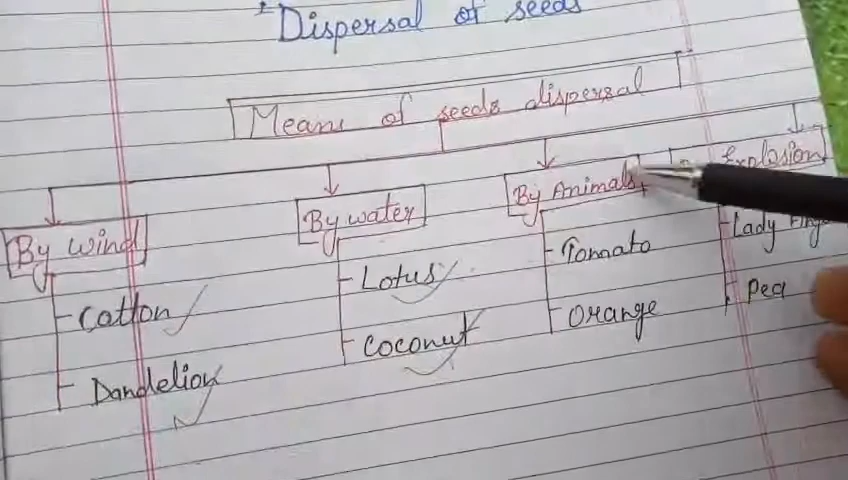 Dispersal of seeds
Means of seeds dispersal
By wind
Cotton
Dandelion
By water
Lotus
Coconut
By Animals
Tomato
Orange
Explosion
Lady
Pea